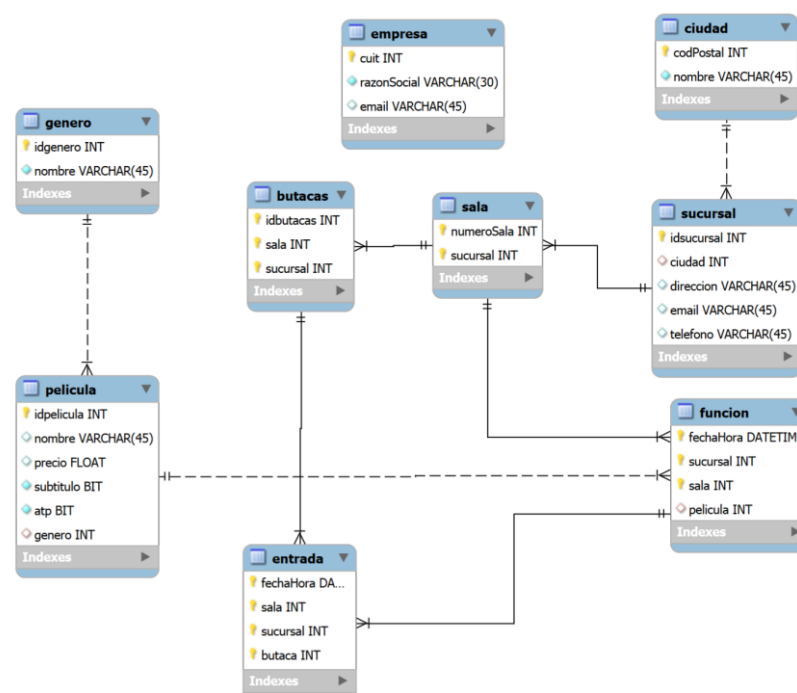 empresa
cuit INT
razonSocial VARCHAR(30)
email VARCHAR(45)
Indexes
ciudad
codPostal INT
nombre VARCHAR(45)
Indexes
genero
idgenero INT
nombre VARCHAR(45)
Indexes
butacas
idbutacas INT
sala INT
sucursal INT
Indexes
sala
numeroSala INT
sucursal INT
Indexes
sucursal
idsucursal INT
ciudad INT
direccion VARCHAR(45)
email VARCHAR(45)
telefono VARCHAR(45)
Indexes
pelicula
idpelicula INT
nombre VARCHAR(45)
precio FLOAT
subtitulo BIT
atp BIT
genero INT
Indexes
funcion
fechaHora DATETIM
sucursal INT
sala INT
pelicula INT
Indexes
entrada
fechaHora DA...
sala INT
sucursal INT
butaca INT
Indexes